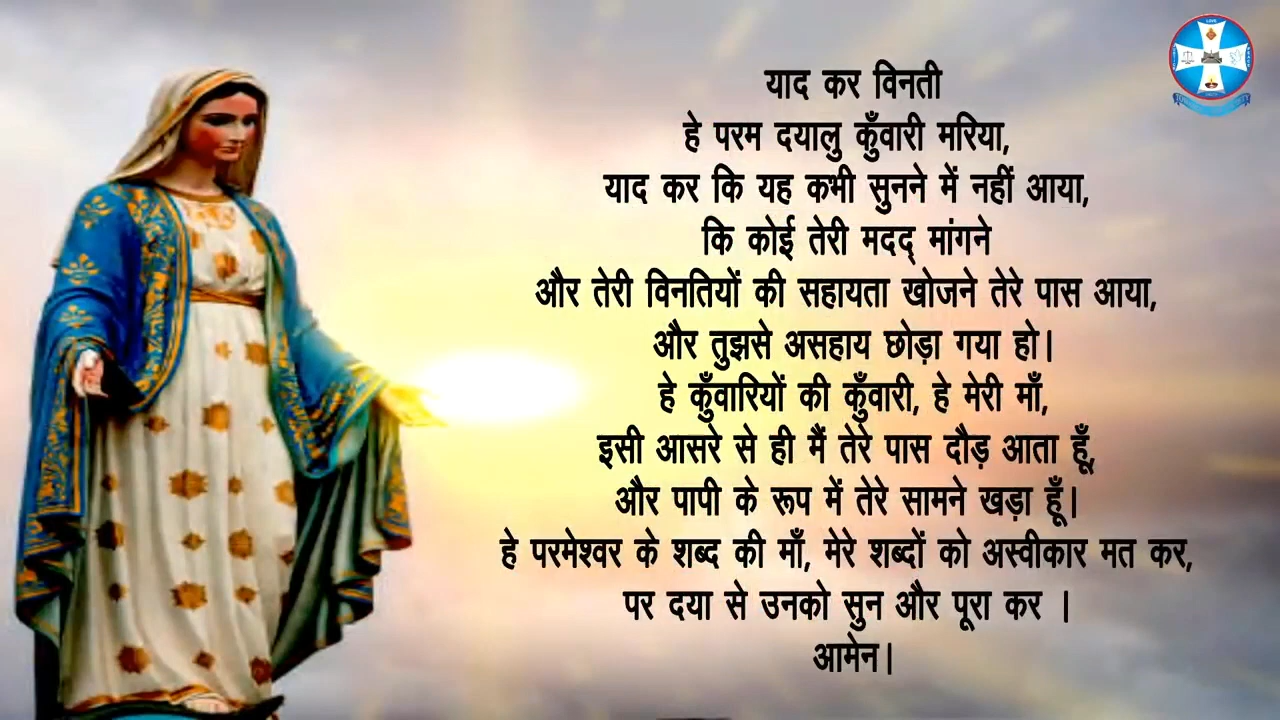 याद कर विनती
हे परम दयालु कुँवारी मरिया,
याद कर कि यह कभी सुनने में नहीं आया,
कि कोई तेरी मदद् मांगने
और तेरी विनतियों की सहायता खोजने तेरे पास आया,
और तुझसे असहाय छोड़ा गया हो।
हे कुँवारियों की कुँवारी, हे मेरी माँ,
इसी आसरे से ही मैं तेरे पास दौड़ आता हूँ,
और पापी के रूप में तेरे सामने खड़ा हूँ।
हे परमेश्वर के शब्द की माँ, मेरे शब्दों को अस्वीकार मत कर,
पर दया से उनको सुन और पूरा कर ।
आमेन।